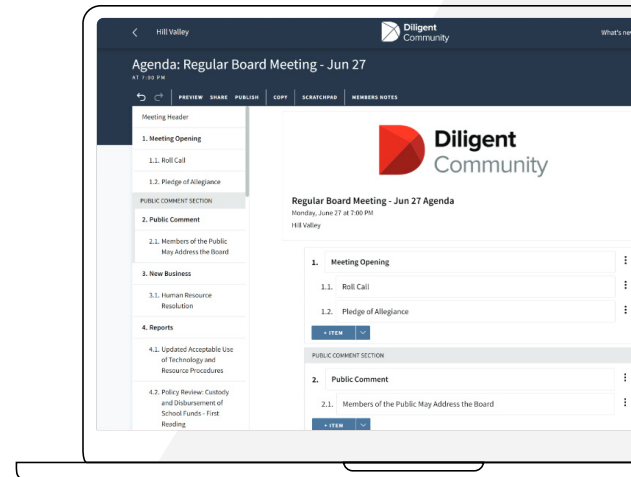 Hill Valley
Diligent
Community
What's new
Agenda: Regular Board Meeting - Jun 27
AT 7:00 PM
PREVIEW SHARE PUBLISH COPY SCRATCHPAD MEMBERS NOTES
Meeting Header
1. Meeting Opening
1.1. Roll Call
1.2. Pledge of Allegiance
PUBLIC COMMENT SECTION
2. Public Comment
2.1. Members of the Public
May Address the Board
3. New Business
3.1. Human Resource
Resolution
4. Reports
4.1. Updated Acceptable Use
of Technology and
Resource Procedures
4.2. Policy Review: Custody
and Disbursement of
School Funds - First
Reading
Diligent
Community
Regular Board Meeting - Jun 27 Agenda
Monday, June 27 at 7:00 PM
Hill Valley
1. Meeting Opening
1.1. Roll Call
1.2. Pledge of Allegiance
+ ITEM
PUBLIC COMMENT SECTION
2. Public Comment
2.1. Members of the Public May Address the Board
+ ITEM